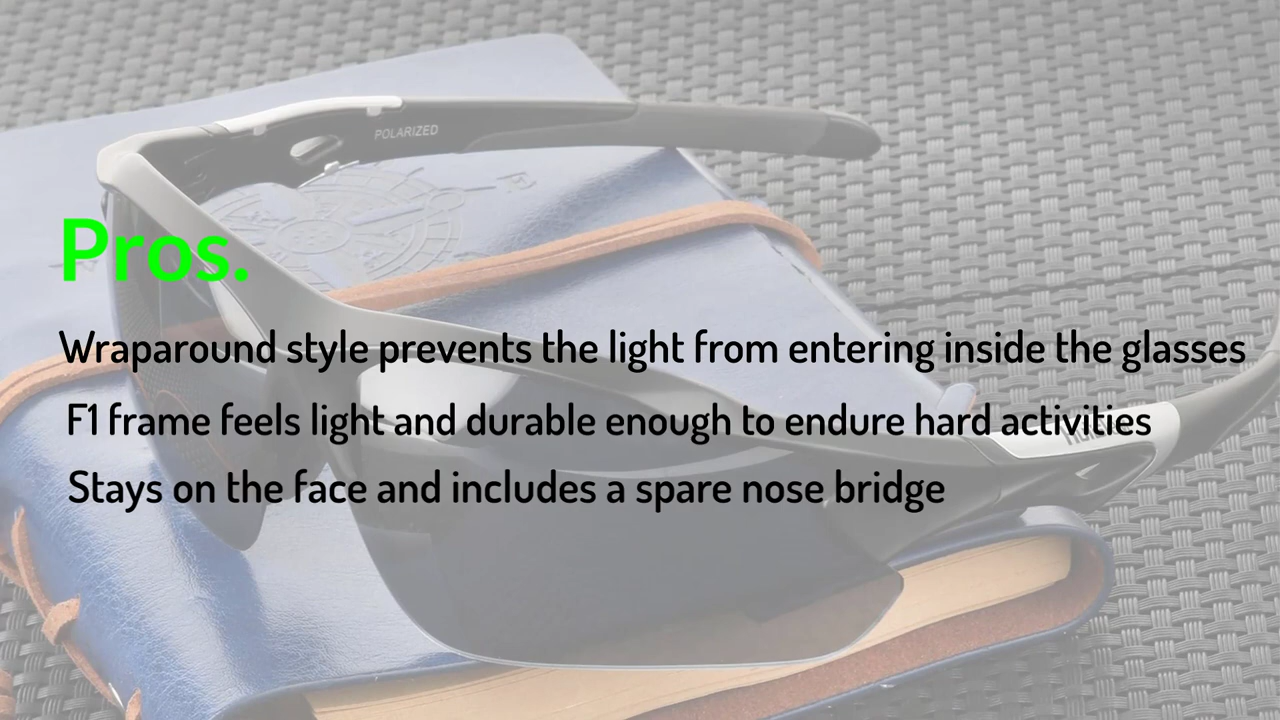 POLARIZED
Pros.
Wraparound style prevents the light from entering inside the glasses
F1 frame feels light and durable enough to endure hard activities
Stays on the face and includes a spare nose bridge